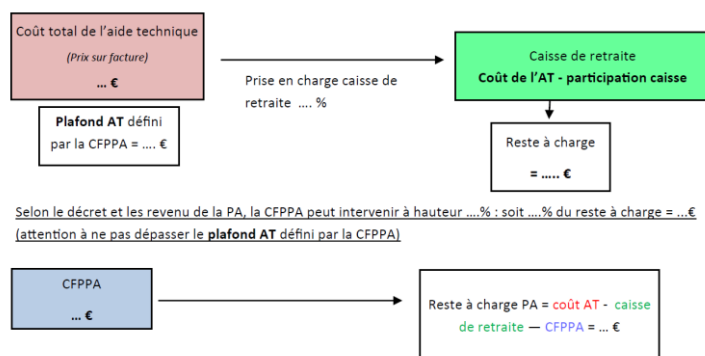 Coût total de l'aide technique
(Prix sur facture)
... €
Plafond AT défini
par la CFPPA = .... €
Prise en charge caisse de
retraite .... %
Caisse de retraite
Coût de l'AT - participation caisse
Reste à charge
= ..... €
Selon le décret et les revenu de la PA, la CFPPA peut intervenir à hauteur ....% : soit ....% du reste à charge = ...€
(attention à ne pas dépasser le plafond AT défini par la CFPPA)
CFPPA
... €
Reste à charge PA = coût AT - caisse
de retraite — CFPPA = ... €